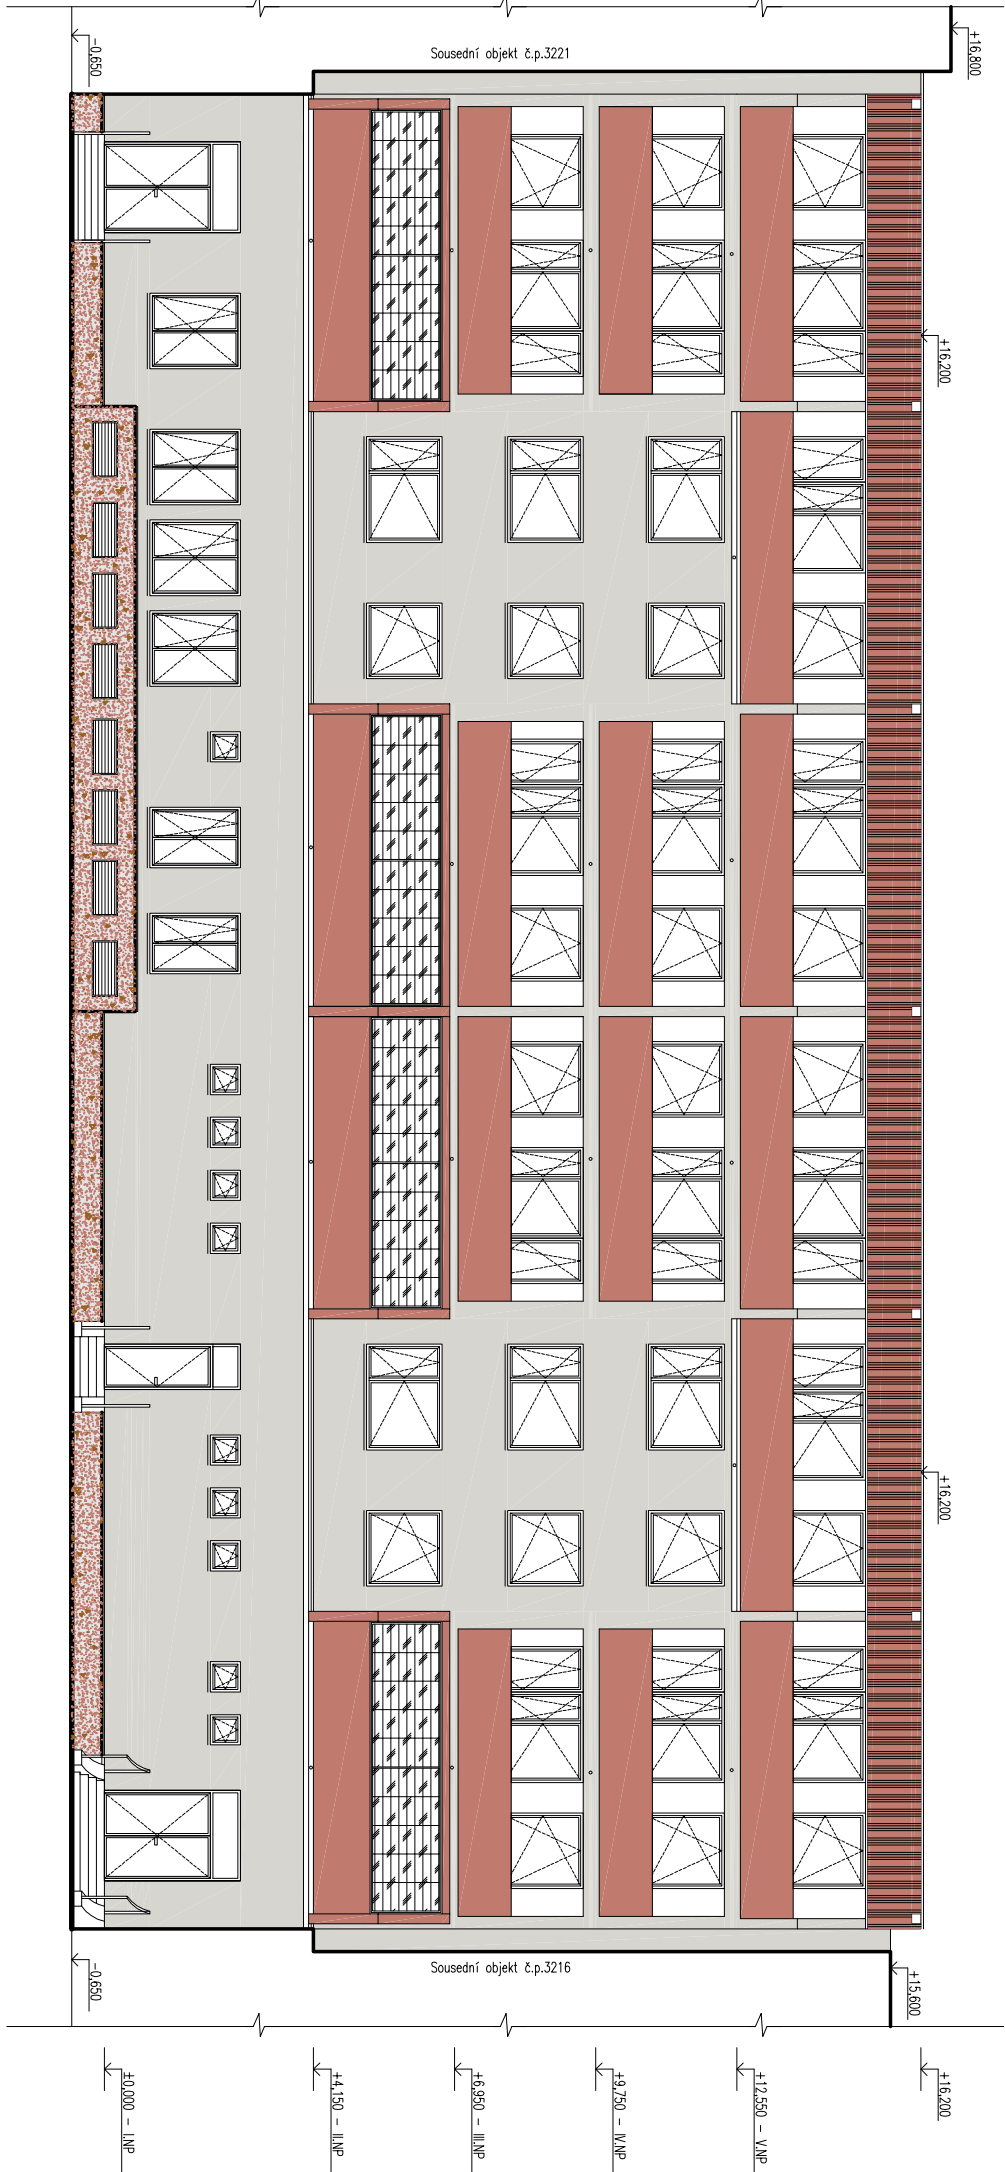 Sousední objekt č.p.3221
-0,650
+16,800
+16,200
+16,200
Sousední objekt č.p.3216
-0,650
+15,600
±0,000 - I.NP
+4,150 - II.NP
+6,950 - III.NP
+9,750 - IV.NP
+12,550 - V.NP
+16,200